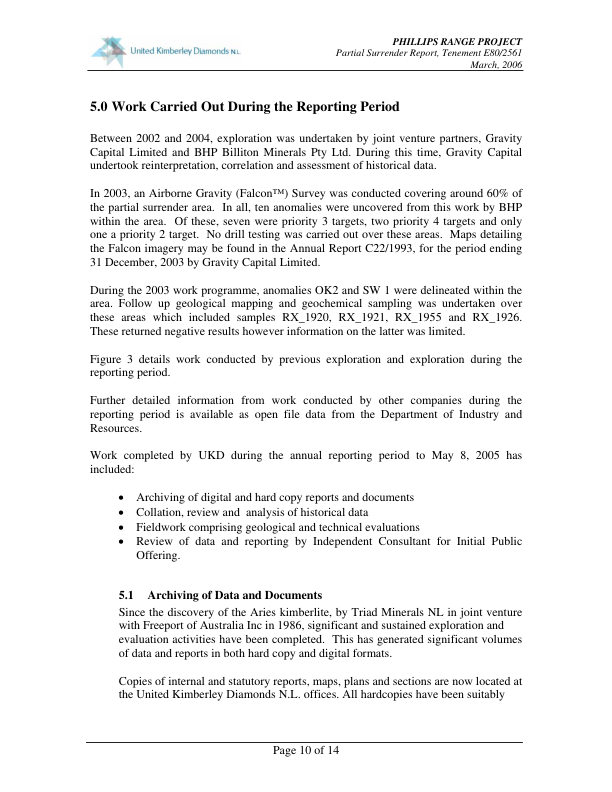 United Kimberley Diamonds N.L.
PHILLIPS RANGE PROJECT
Partial Surrender Report, Tenement E80/2561
March, 2006
5.0 Work Carried Out During the Reporting Period
Between 2002 and 2004, exploration was undertaken by joint venture partners, Gravity
Capital Limited and BHP Billiton Minerals Pty Ltd. During this time, Gravity Capital
undertook reinterpretation, correlation and assessment of historical data.
In 2003, an Airborne Gravity (Falcon™) Survey was conducted covering around 60% of
the partial surrender area.  In all, ten anomalies were uncovered from this work by BHP
within the area.  Of these, seven were priority 3 targets, two priority 4 targets and only
one a priority 2 target.  No drill testing was carried out over these areas.  Maps detailing
the Falcon imagery may be found in the Annual Report C22/1993, for the period ending
31 December, 2003 by Gravity Capital Limited.
During the 2003 work programme, anomalies OK2 and SW 1 were delineated within the
area. Follow up geological mapping and geochemical sampling was undertaken over
these areas which included samples RX_1920, RX_1921, RX_1955 and RX_1926.
These returned negative results however information on the latter was limited.
Figure 3 details work conducted by previous exploration and exploration during the
reporting period.
Further detailed information from work conducted by other companies during the
reporting period is available as open file data from the Department of Industry and
Resources.
Work completed by UKD during the annual reporting period to May 8, 2005 has
included:
• Archiving of digital and hard copy reports and documents
• Collation, review and  analysis of historical data
• Fieldwork comprising geological and technical evaluations
• Review of data and reporting by Independent Consultant for Initial Public
Offering.
5.1 Archiving of Data and Documents
Since the discovery of the Aries kimberlite, by Triad Minerals NL in joint venture
with Freeport of Australia Inc in 1986, significant and sustained exploration and
evaluation activities have been completed.  This has generated significant volumes
of data and reports in both hard copy and digital formats.
Copies of internal and statutory reports, maps, plans and sections are now located at
the United Kimberley Diamonds N.L. offices. All hardcopies have been suitably
Page 10 of 14